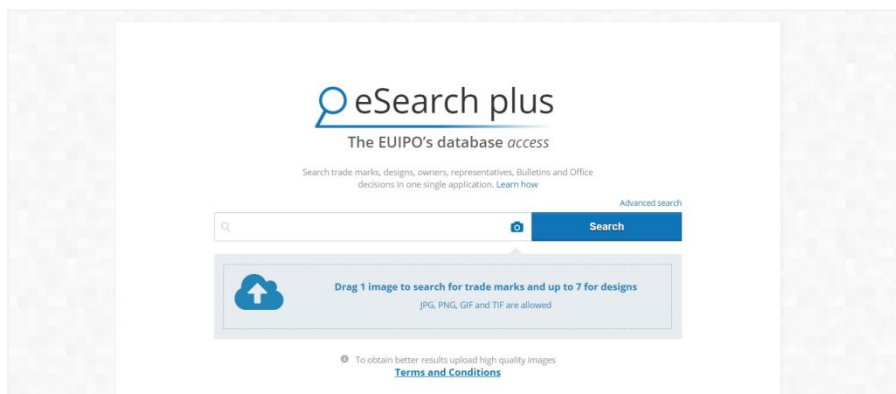 eSearch plus
The EUIPO's database access
Search trade marks, designs, owners, representatives, Bulletins and Office
decisions in one single application. Learn how
Advanced search
Search
Drag 1 image to search for trade marks and up to 7 for designs
JPG, PNG, GIF and TIF are allowed
To obtain better results upload high quality images
Terms and Conditions